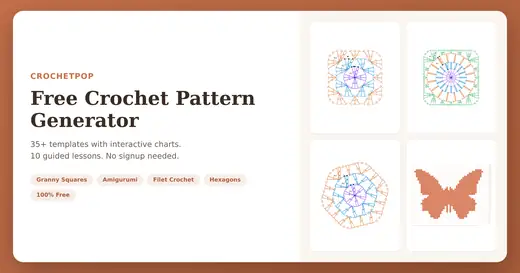 CROCHETPOP
Free Crochet Pattern
Generator
35+ templates with interactive charts.
10 guided lessons. No signup needed.
Granny Squares Amigurumi Filet Crochet Hexagons
100% Free